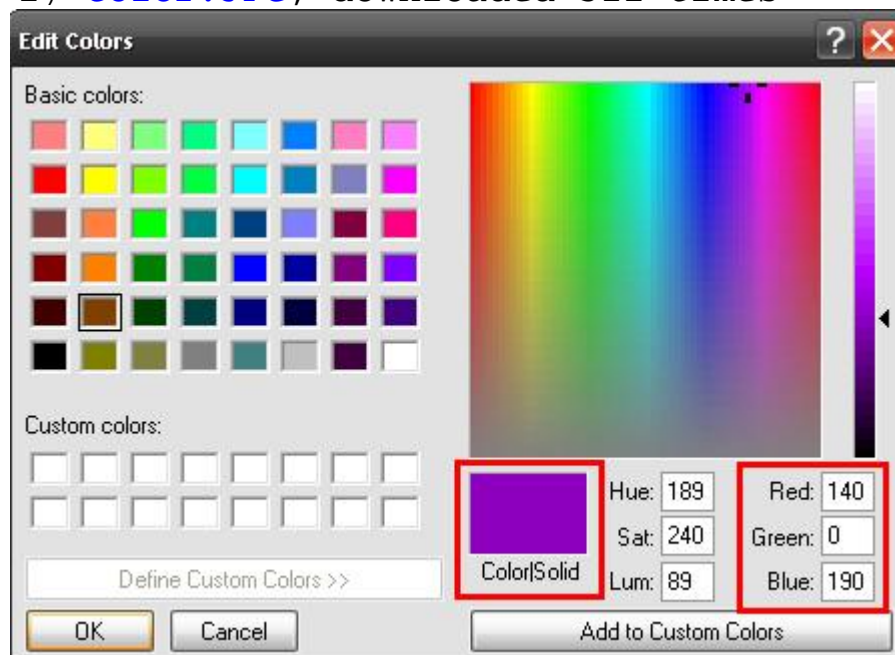 Edit Colors
Basic colors:
Custom colors:
Define Custom Colors >>
OK Cancel
Color|Solid
Hue: 189
Sat: 240
Lum: 89
Red: 140
Green: 0
Blue: 190
Add to Custom Colors